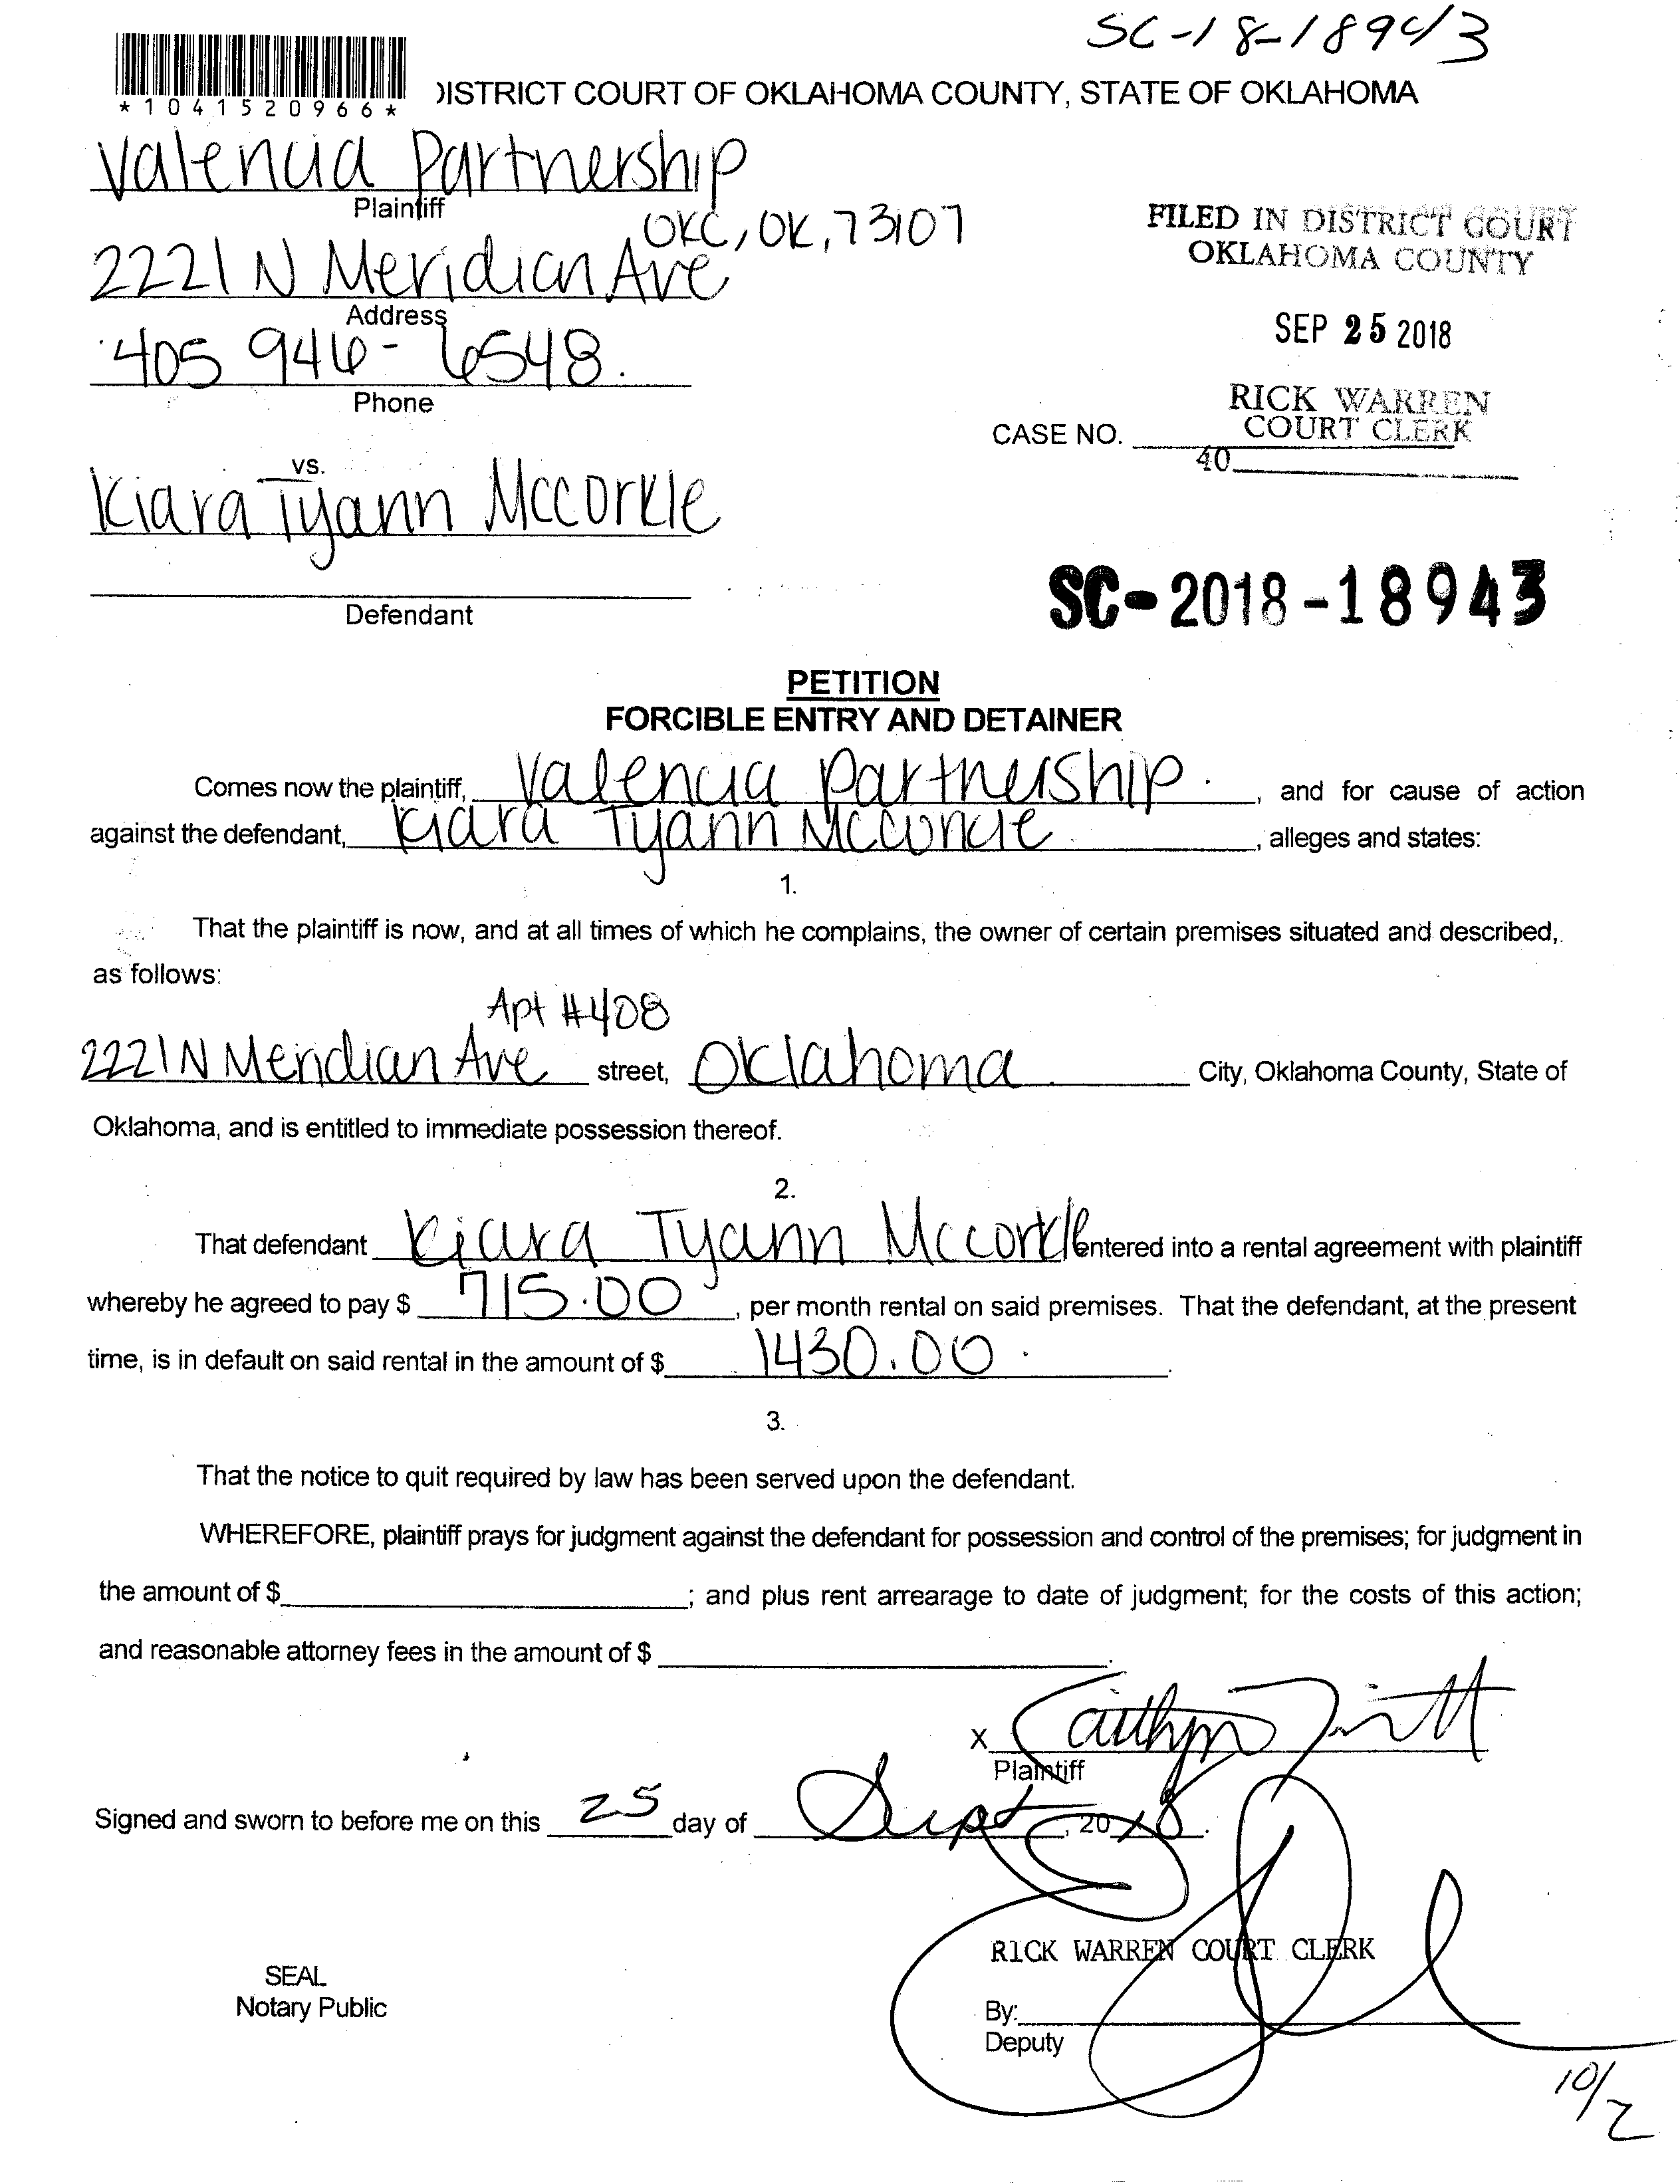 SC-18-18943
*1041520966*
DISTRICT COURT OF OKLAHOMA COUNTY, STATE OF OKLAHOMA
Valencia Partnership
Plaintiff
OKC, OK, 73107
2221 N Meridian Ave
Address
405 946-6548.
Phone
FILED IN DISTRICT COURT
OKLAHOMA COUNTY
SEP 25 2018
RICK WARREN
COURT CLERK
CASE NO.
40
vs.
Kiara Tyann Mccorkle
Defendant
SC-2018-18943
PETITION
FORCIBLE ENTRY AND DETAINER
Comes now the plaintiff, Valencia Partnership, and for cause of action
against the defendant, Kiara Tyann Mccorkle, alleges and states:
1.
That the plaintiff is now, and at all times of which he complains, the owner of certain premises situated and described,
as follows:
Apt #408
2221 N Meridian Ave street, Oklahoma City, Oklahoma County, State of
Oklahoma, and is entitled to immediate possession thereof.
2.
That defendant Kiara Tyann Mccorkle entered into a rental agreement with plaintiff
whereby he agreed to pay $ 715.00, per month rental on said premises. That the defendant, at the present
time, is in default on said rental in the amount of $ 1430.00.
3.
That the notice to quit required by law has been served upon the defendant.
WHEREFORE, plaintiff prays for judgment against the defendant for possession and control of the premises; for judgment in
the amount of $ ; and plus rent arrearage to date of judgment; for the costs of this action;
and reasonable attorney fees in the amount of $ .
X Caitlyn
Plaintiff
Signed and sworn to before me on this 25 day of Sept, 2018.
RICK WARREN COURT CLERK
SEAL
Notary Public
By:
Deputy
10/2